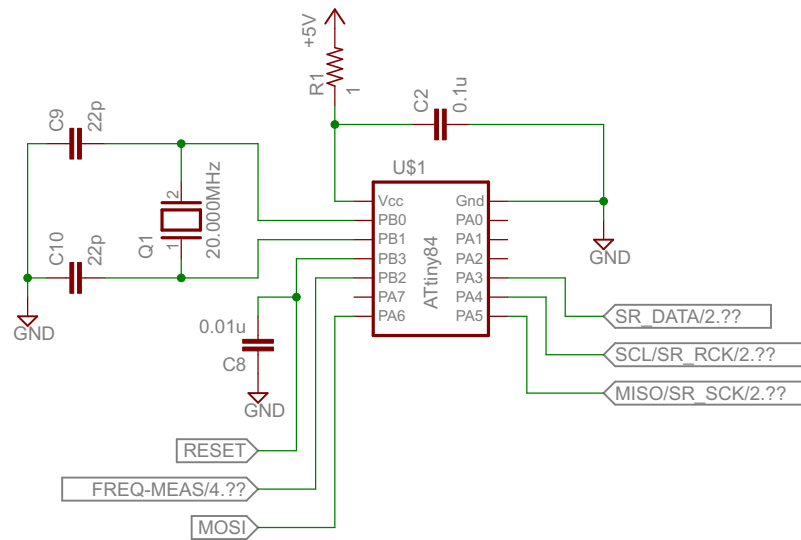 +5V
R1
1
C2
0.1u
C9
22p
C10
22p
Q1
2
1
20.000MHz
GND
U$1
ATtiny84
Vcc
PB0
PB1
PB3
PB2
PA7
PA6
Gnd
PA0
PA1
PA2
PA3
PA4
PA5
GND
0.01u
C8
GND
SR_DATA/2.??
SCL/SR_RCK/2.??
MISO/SR_SCK/2.??
RESET
FREQ-MEAS/4.??
MOSI